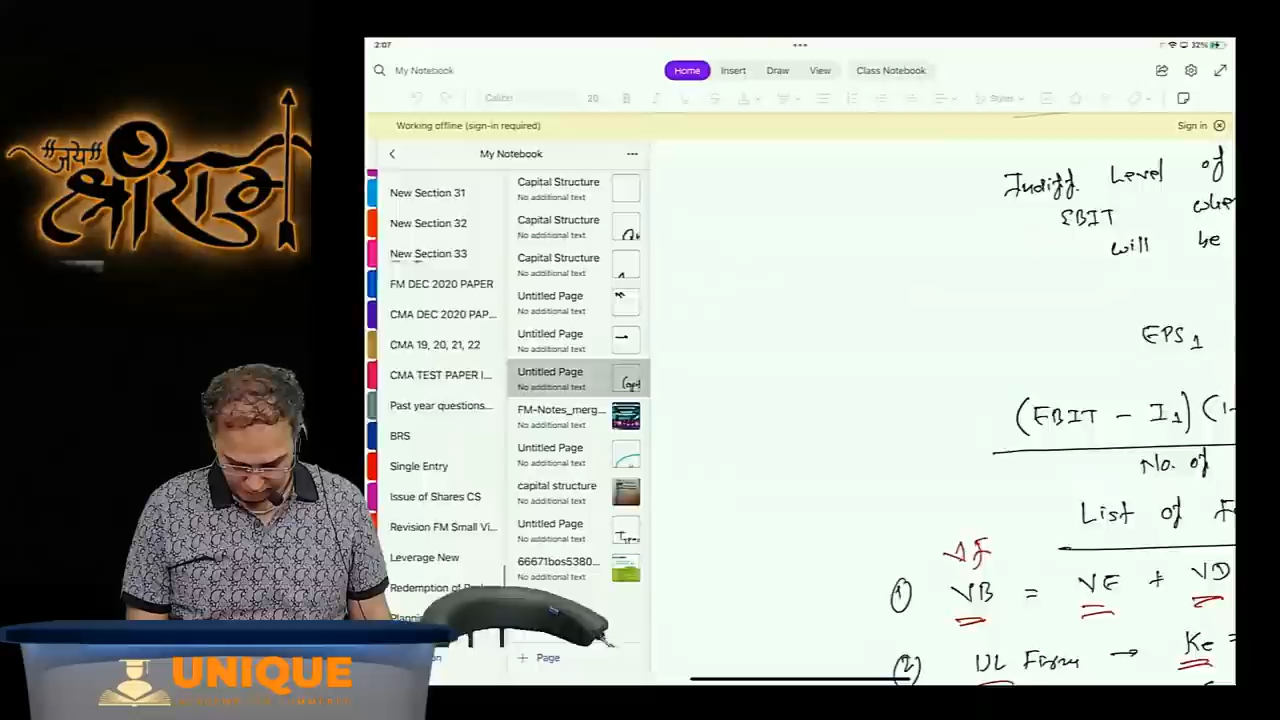 "जय"
श्रीराम
2:07
32%
My Notebook
Home Insert Draw View Class Notebook
Calibri 20 Styles
Working offline (sign-in required) Sign in
My Notebook
New Section 31
New Section 32
New Section 33
FM DEC 2020 PAPER
CMA DEC 2020 PAP...
CMA 19, 20, 21, 22
CMA TEST PAPER I...
Past year questions...
BRS
Single Entry
Issue of Shares CS
Revision FM Small Vi...
Leverage New
Redemption of
Capital Structure
No additional text
Capital Structure
No additional text
Capital Structure
No additional text
Untitled Page
No additional text
Untitled Page
No additional text
Untitled Page
No additional text
FM-Notes_merg...
No additional text
Untitled Page
No additional text
capital structure
No additional text
Untitled Page
No additional text
66671bos5380...
No additional text
+ Page
Indiff. Level of
EBIT
will be
EPS1
(EBIT - I1) (1-
No. of
List of
VF
① VB = VE + VD
② UL Firm → Ke =
UNIQUE